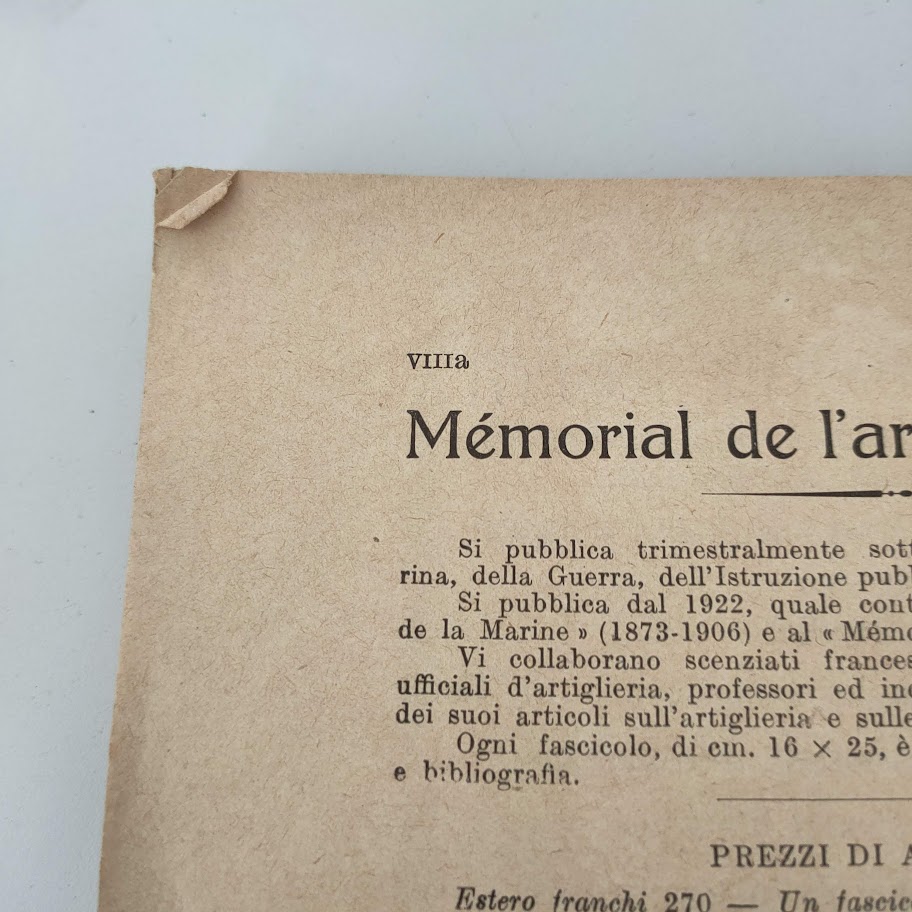 VIIIa
Mémorial de l'ar
Si pubblica trimestralmente sott
rina, della Guerra, dell'Istruzione pubb
Si pubblica dal 1922, quale cont
de la Marine » (1873-1906) e al « Mémo
Vi collaborano scenziati frances
ufficiali d'artiglieria, professori ed in
dei suoi articoli sull'artiglieria e sulle
Ogni fascicolo, di cm. 16 × 25, è
e bibliografia.
PREZZI DI A
Estero franchi 270 — Un fascic